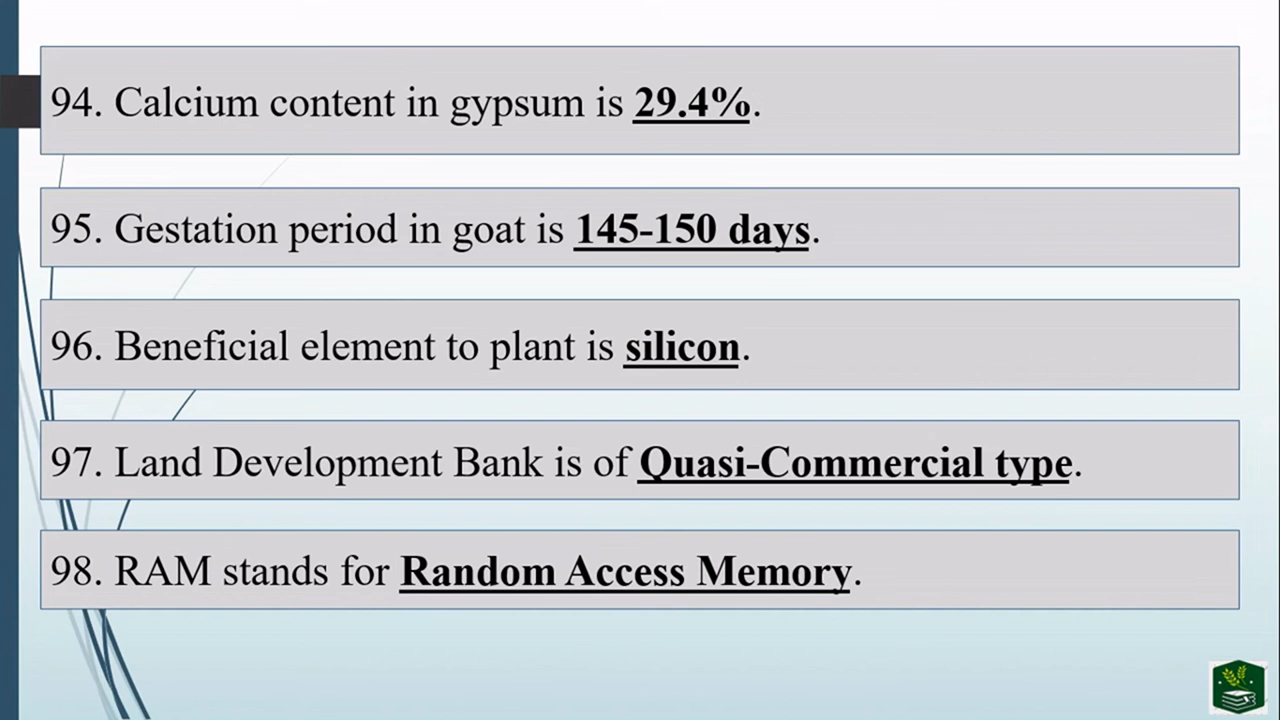 94. Calcium content in gypsum is 29.4%.
95. Gestation period in goat is 145-150 days.
96. Beneficial element to plant is silicon.
97. Land Development Bank is of Quasi-Commercial type.
98. RAM stands for Random Access Memory.